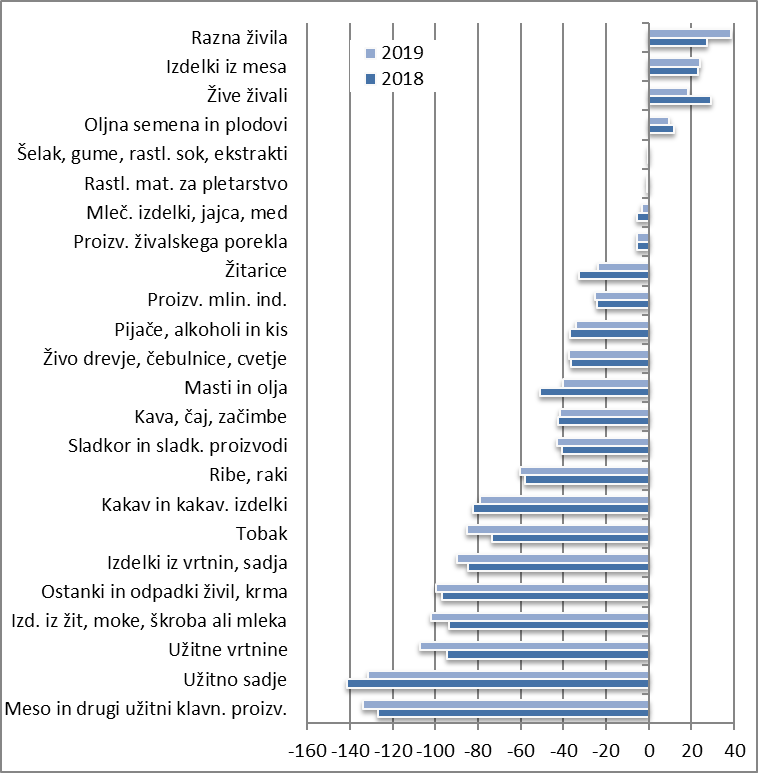 Razna živila
Izdelki iz mesa
Žive živali
Oljna semena in plodovi
Šelak, gume, rastl. sok, ekstrakti
Rastl. mat. za pletarstvo
Mleč. izdelki, jajca, med
Proizv. živalskega porekla
Žitarice
Proizv. mlin. ind.
Pijače, alkoholi in kis
Živo drevje, čebulnice, cvetje
Masti in olja
Kava, čaj, začimbe
Sladkor in sladk. proizvodi
Ribe, raki
Kakav in kakav. izdelki
Tobak
Izdelki iz vrtnin, sadja
Ostanki in odpadki živil, krma
Izd. iz žit, moke, škroba ali mleka
Užitne vrtnine
Užitno sadje
Meso in drugi užitni klavn. proizv.
2019
2018
-160 -140 -120 -100 -80 -60 -40 -20 0 20 40